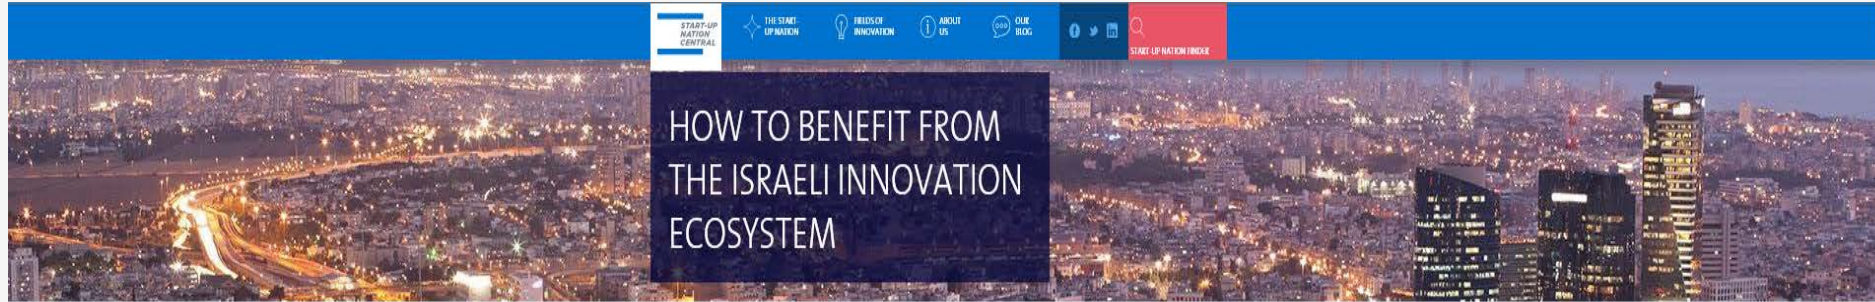 START-UP
NATION
CENTRAL
THE START-
UP NATION
FIELDS OF
INNOVATION
ABOUT
US
OUR
BLOG
START-UP NATION FINDER
HOW TO BENEFIT FROM
THE ISRAELI INNOVATION
ECOSYSTEM